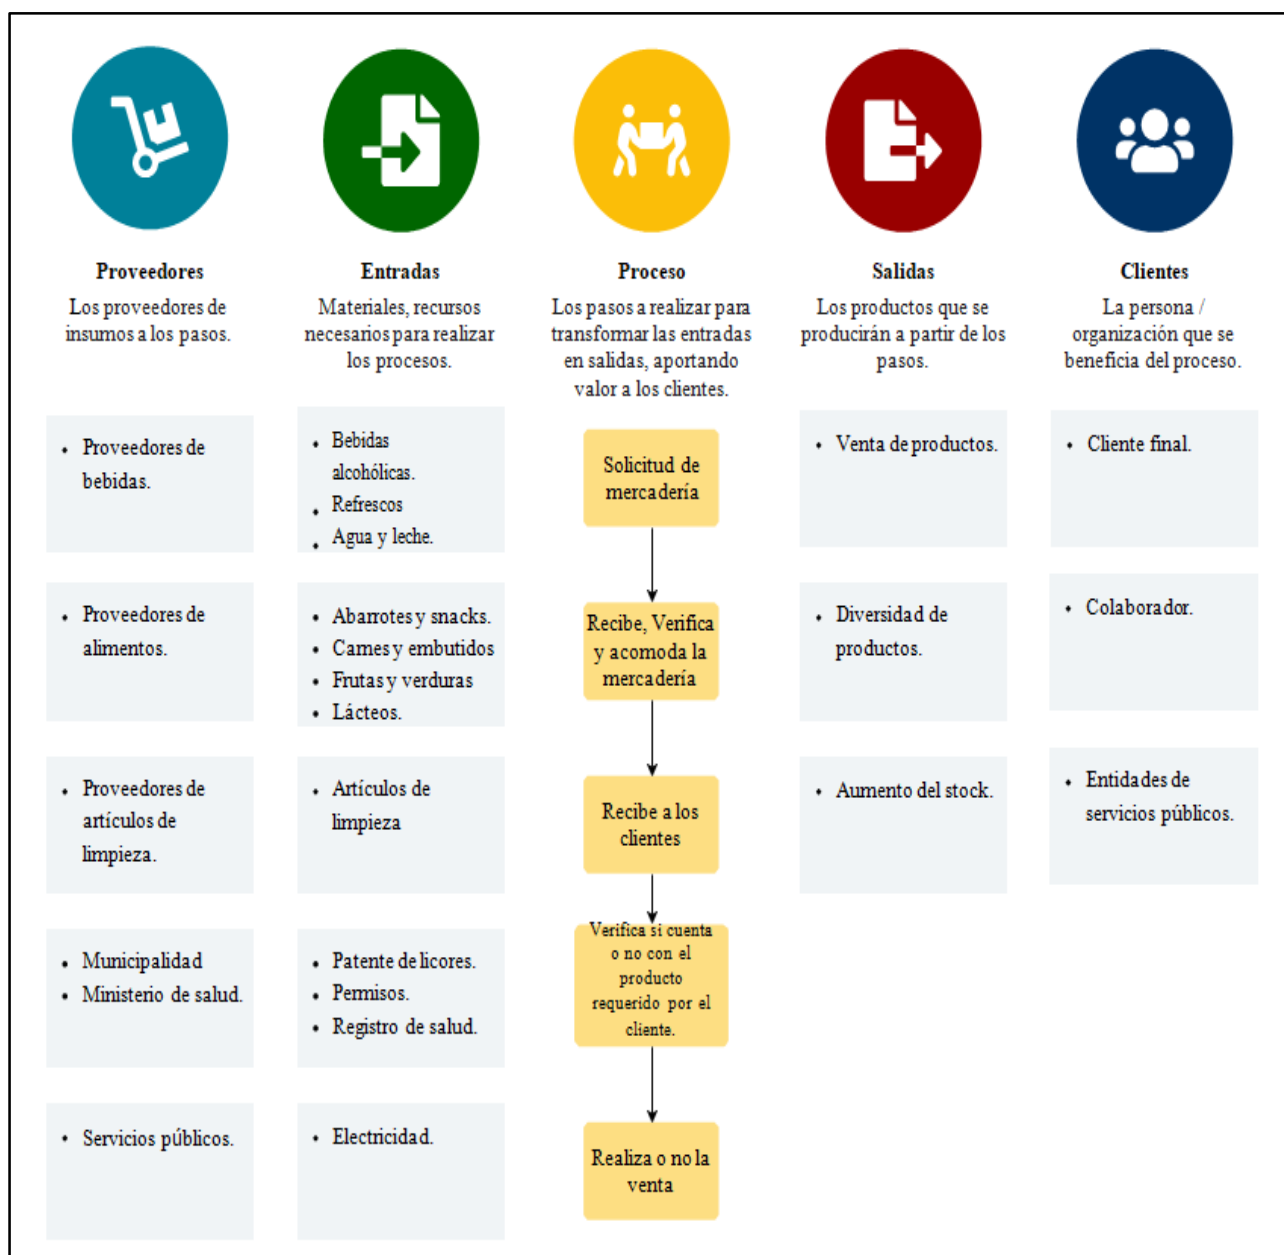 Proveedores
Los proveedores de
insumos a los pasos.
Entradas
Materiales, recursos
necesarios para realizar
los procesos.
Proceso
Los pasos a realizar para
transformar las entradas
en salidas, aportando
valor a los clientes.
Salidas
Los productos que se
producirán a partir de los
pasos.
Clientes
La persona /
organización que se
beneficia del proceso.
• Proveedores de
bebidas.
• Proveedores de
alimentos.
• Proveedores de
artículos de
limpieza.
• Municipalidad
• Ministerio de salud.
• Servicios públicos.
• Bebidas
alcohólicas.
• Refrescos
• Agua y leche.
• Abarrotes y snacks.
• Carnes y embutidos
• Frutas y verduras
• Lácteos.
• Artículos de
limpieza
• Patente de licores.
• Permisos.
• Registro de salud.
• Electricidad.
Solicitud de
mercadería
Recibe, Verifica
y acomoda la
mercadería
Recibe a los
clientes
Verifica si cuenta
o no con el
producto
requerido por el
cliente.
Realiza o no la
venta
• Venta de productos.
• Diversidad de
productos.
• Aumento del stock.
• Cliente final.
• Colaborador.
• Entidades de
servicios públicos.